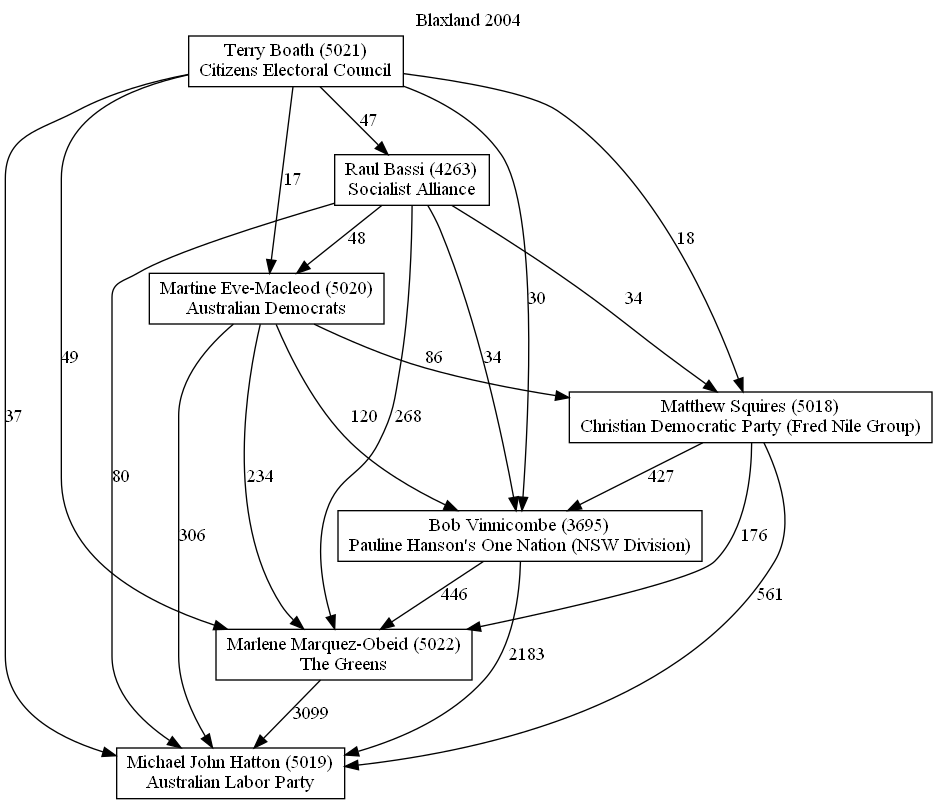 Blaxland 2004
Terry Boath (5021)
Citizens Electoral Council
47
Raul Bassi (4263)
Socialist Alliance
17
18
48
Martine Eve-Macleod (5020)
Australian Democrats
30
34
49
86
34
Matthew Squires (5018)
Christian Democratic Party (Fred Nile Group)
37
120
268
80
234
427
Bob Vinnicombe (3695)
Pauline Hanson's One Nation (NSW Division)
306
176
446
561
Marlene Marquez-Obeid (5022)
The Greens
2183
3099
Michael John Hatton (5019)
Australian Labor Party